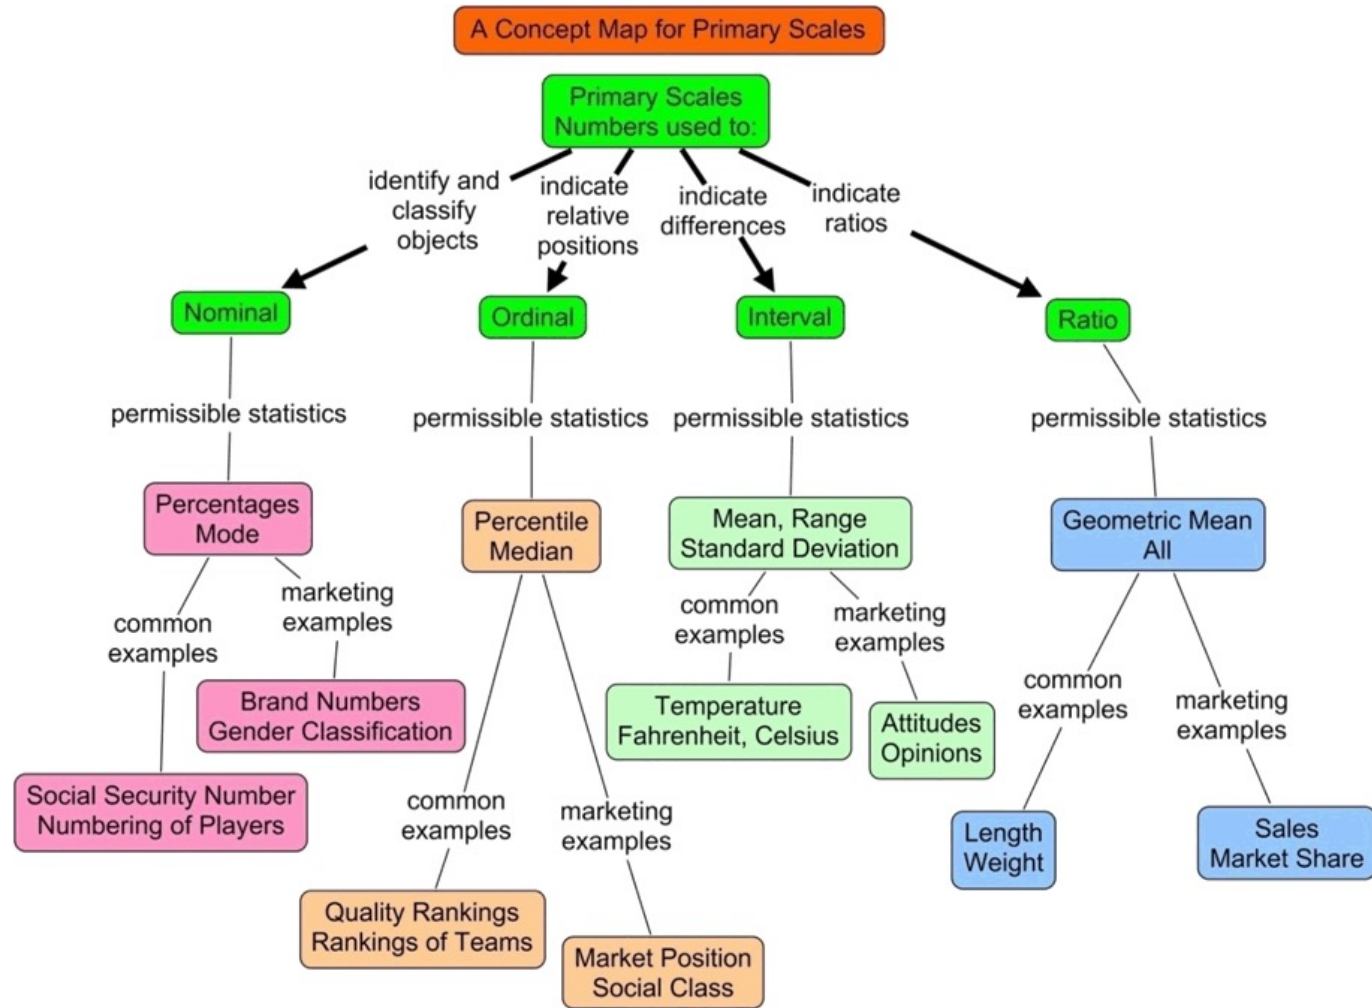 A Concept Map for Primary Scales
Primary Scales
Numbers used to:
identify and
classify
objects
indicate
relative
positions
indicate
differences
indicate
ratios
Nominal
Ordinal
Interval
Ratio
permissible statistics
permissible statistics
permissible statistics
permissible statistics
Percentages
Mode
Percentile
Median
Mean, Range
Standard Deviation
Geometric Mean
All
common
examples
marketing
examples
common
examples
marketing
examples
common
examples
marketing
examples
Brand Numbers
Gender Classification
Temperature
Fahrenheit, Celsius
Attitudes
Opinions
Social Security Number
Numbering of Players
common
examples
marketing
examples
Length
Weight
Sales
Market Share
Quality Rankings
Rankings of Teams
Market Position
Social Class